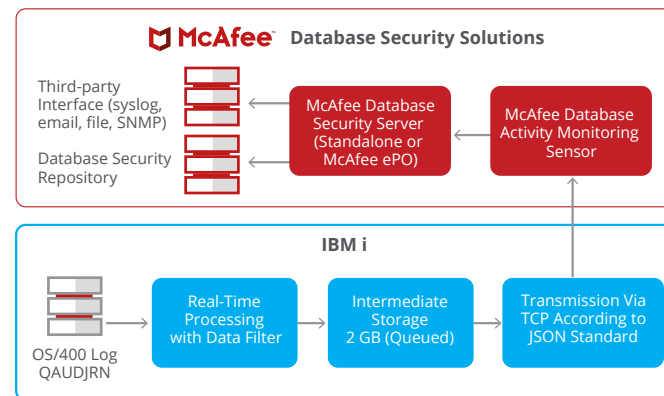 McAfee™ Database Security Solutions
Third-party
Interface (syslog,
email, file, SNMP)
Database Security
Repository
McAfee Database
Security Server
(Standalone or
McAfee ePO)
McAfee Database
Activity Monitoring
Sensor
IBM i
OS/400 Log
QAUDJRN
Real-Time
Processing
with Data Filter
Intermediate
Storage
2 GB (Queued)
Transmission Via
TCP According to
JSON Standard